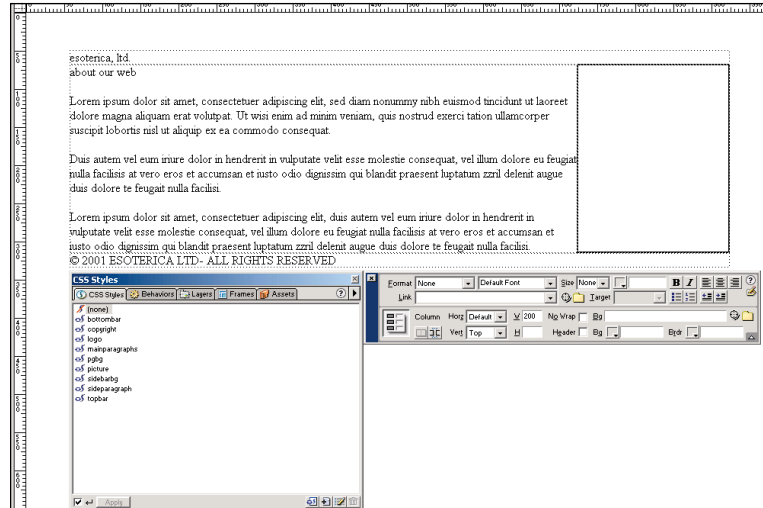 esoterica, ltd.
about our web
Lorem ipsum dolor sit amet, consectetuer adipiscing elit, sed diam nonummy nibh euismod tincidunt ut laoreet
dolore magna aliquam erat volutpat. Ut wisi enim ad minim veniam, quis nostrud exerci tation ullamcorper
suscipit lobortis nisl ut aliquip ex ea commodo consequat.
Duis autem vel eum iriure dolor in hendrerit in vulputate velit esse molestie consequat, vel illum dolore eu feugiat
nulla facilisis at vero eros et accumsan et iusto odio dignissim qui blandit praesent luptatum zzril delenit augue
duis dolore te feugait nulla facilisi.
Lorem ipsum dolor sit amet, consectetuer adipiscing elit, duis autem vel eum iriure dolor in hendrerit in
vulputate velit esse molestie consequat, vel illum dolore eu feugiat nulla facilisis at vero eros et accumsan et
iusto odio dignissim qui blandit praesent luptatum zzril delenit augue duis dolore te feugait nulla facilisi.
© 2001 ESOTERICA LTD- ALL RIGHTS RESERVED
CSS Styles
CSS Styles Behaviors Layers Frames Assets
(none)
bottombar
copyright
logo
mainparagraphs
pgbg
picture
sidebarbg
sideparagraph
topbar
Apply
Format None Default Font Size None B I
Link Target
Column Horz Default W 200 No Wrap Bg
Vert Top H Header Bg Brdr